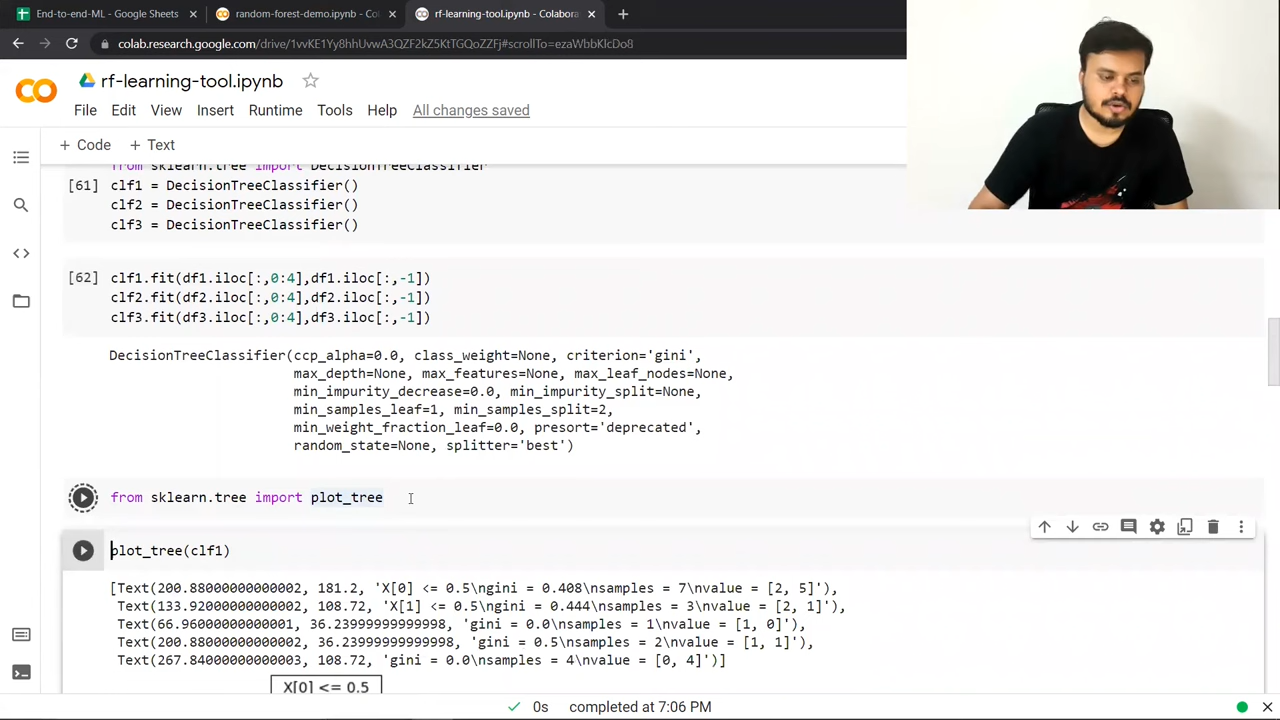 End-to-end-ML - Google Sheets
random-forest-demo.ipynb - Col
rf-learning-tool.ipynb - Colabora
colab.research.google.com/drive/1vvKE1Yy8hhUvwA3QZF2kZ5KtTGQoZZFj#scrollTo=ezaWbbKlcDo8
rf-learning-tool.ipynb
File Edit View Insert Runtime Tools Help All changes saved
+ Code + Text
from sklearn.tree import DecisionTreeClassifier
[61] clf1 = DecisionTreeClassifier()
clf2 = DecisionTreeClassifier()
clf3 = DecisionTreeClassifier()
[62] clf1.fit(df1.iloc[:,0:4],df1.iloc[:,-1])
clf2.fit(df2.iloc[:,0:4],df2.iloc[:,-1])
clf3.fit(df3.iloc[:,0:4],df3.iloc[:,-1])
DecisionTreeClassifier(ccp_alpha=0.0, class_weight=None, criterion='gini',
max_depth=None, max_features=None, max_leaf_nodes=None,
min_impurity_decrease=0.0, min_impurity_split=None,
min_samples_leaf=1, min_samples_split=2,
min_weight_fraction_leaf=0.0, presort='deprecated',
random_state=None, splitter='best')
from sklearn.tree import plot_tree
plot_tree(clf1)
[Text(200.88000000000002, 181.2, 'X[0] <= 0.5\ngini = 0.408\nsamples = 7\nvalue = [2, 5]'),
Text(133.92000000000002, 108.72, 'X[1] <= 0.5\ngini = 0.444\nsamples = 3\nvalue = [2, 1]'),
Text(66.96000000000001, 36.23999999999998, 'gini = 0.0\nsamples = 1\nvalue = [1, 0]'),
Text(200.88000000000002, 36.23999999999998, 'gini = 0.5\nsamples = 2\nvalue = [1, 1]'),
Text(267.84000000000003, 108.72, 'gini = 0.0\nsamples = 4\nvalue = [0, 4]')]
X[0] <= 0.5
0s completed at 7:06 PM